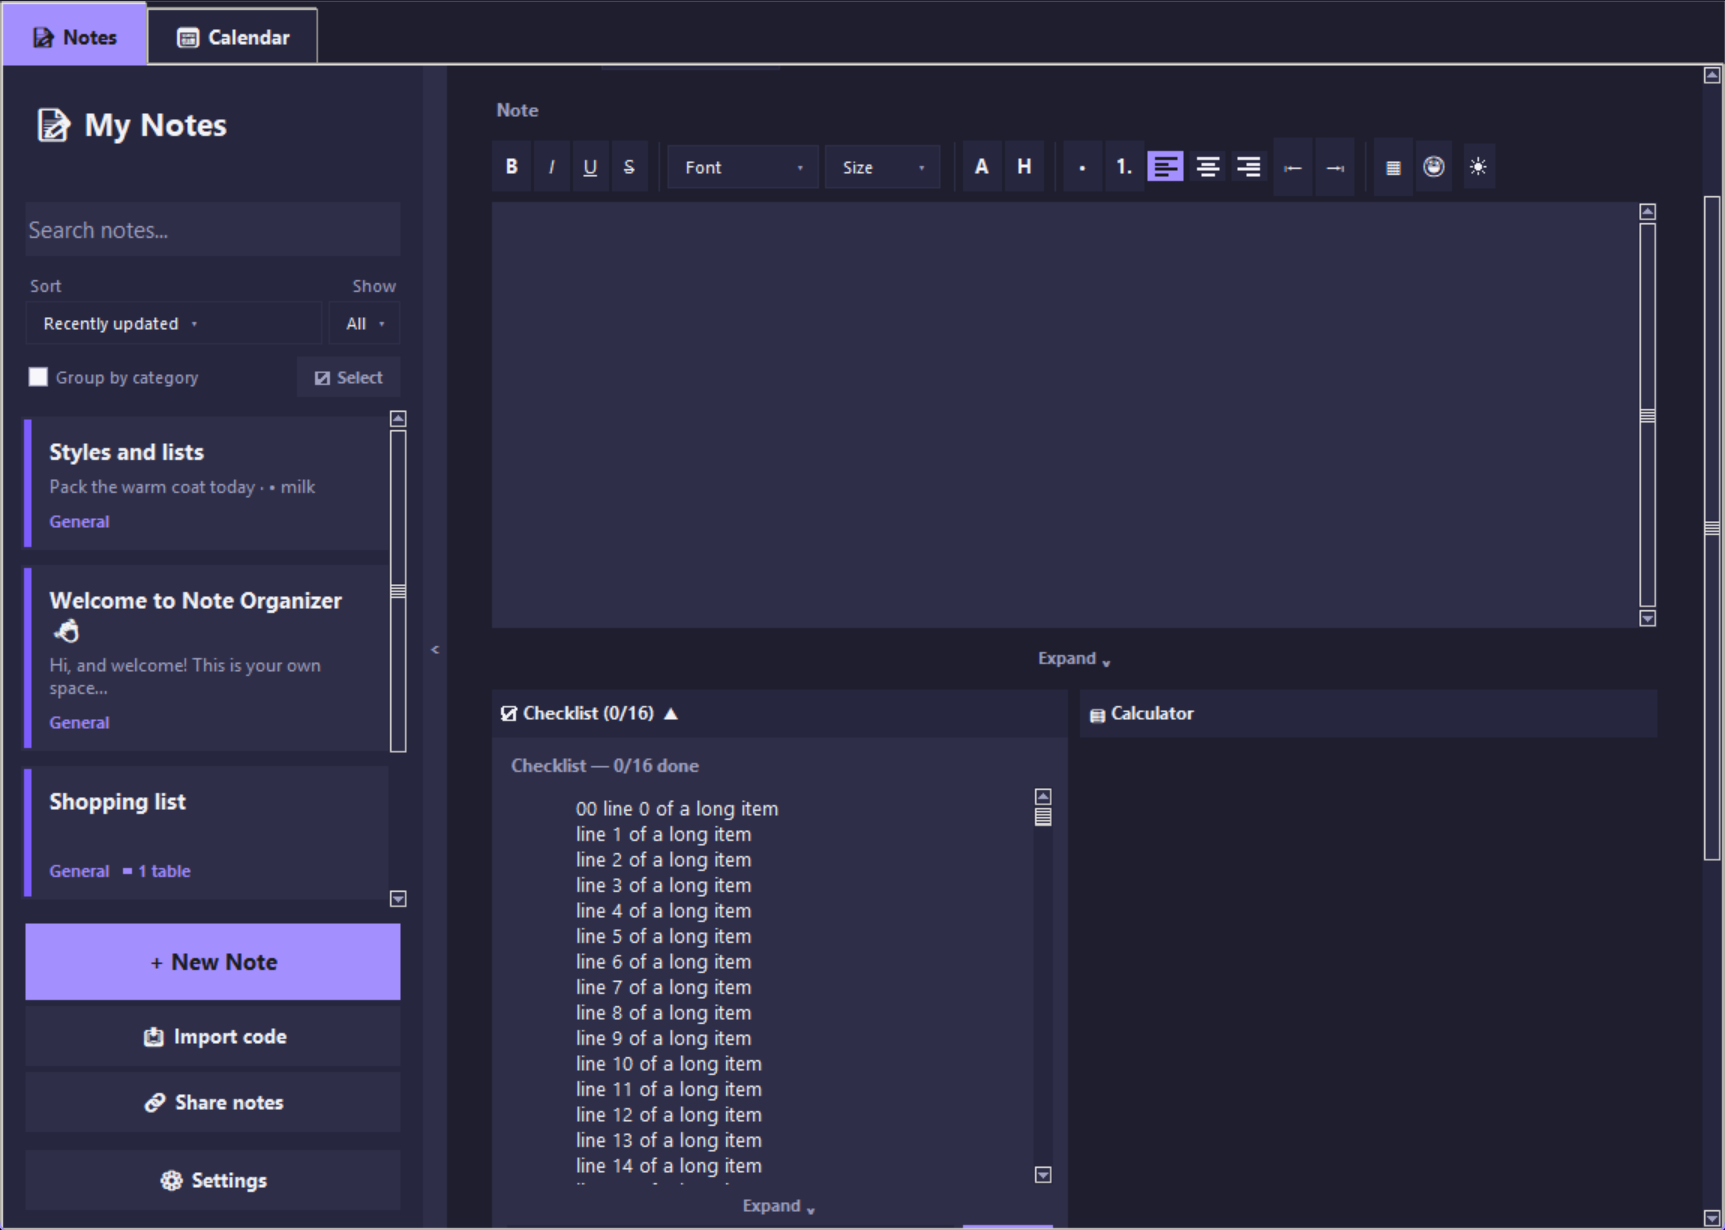 Notes
Calendar
My Notes
Search notes...
Sort
Show
Recently updated
All
Group by category
Select
Styles and lists
Pack the warm coat today · • milk
General
Welcome to Note Organizer
Hi, and welcome! This is your own
space...
General
Shopping list
General
1 table
+ New Note
Import code
Share notes
Settings
<
Note
B
I
U
S
Font
Size
A
H
•
1.
Expand
Checklist (0/16) ▲
Calculator
Checklist — 0/16 done
00 line 0 of a long item
line 1 of a long item
line 2 of a long item
line 3 of a long item
line 4 of a long item
line 5 of a long item
line 6 of a long item
line 7 of a long item
line 8 of a long item
line 9 of a long item
line 10 of a long item
line 11 of a long item
line 12 of a long item
line 13 of a long item
line 14 of a long item
Expand